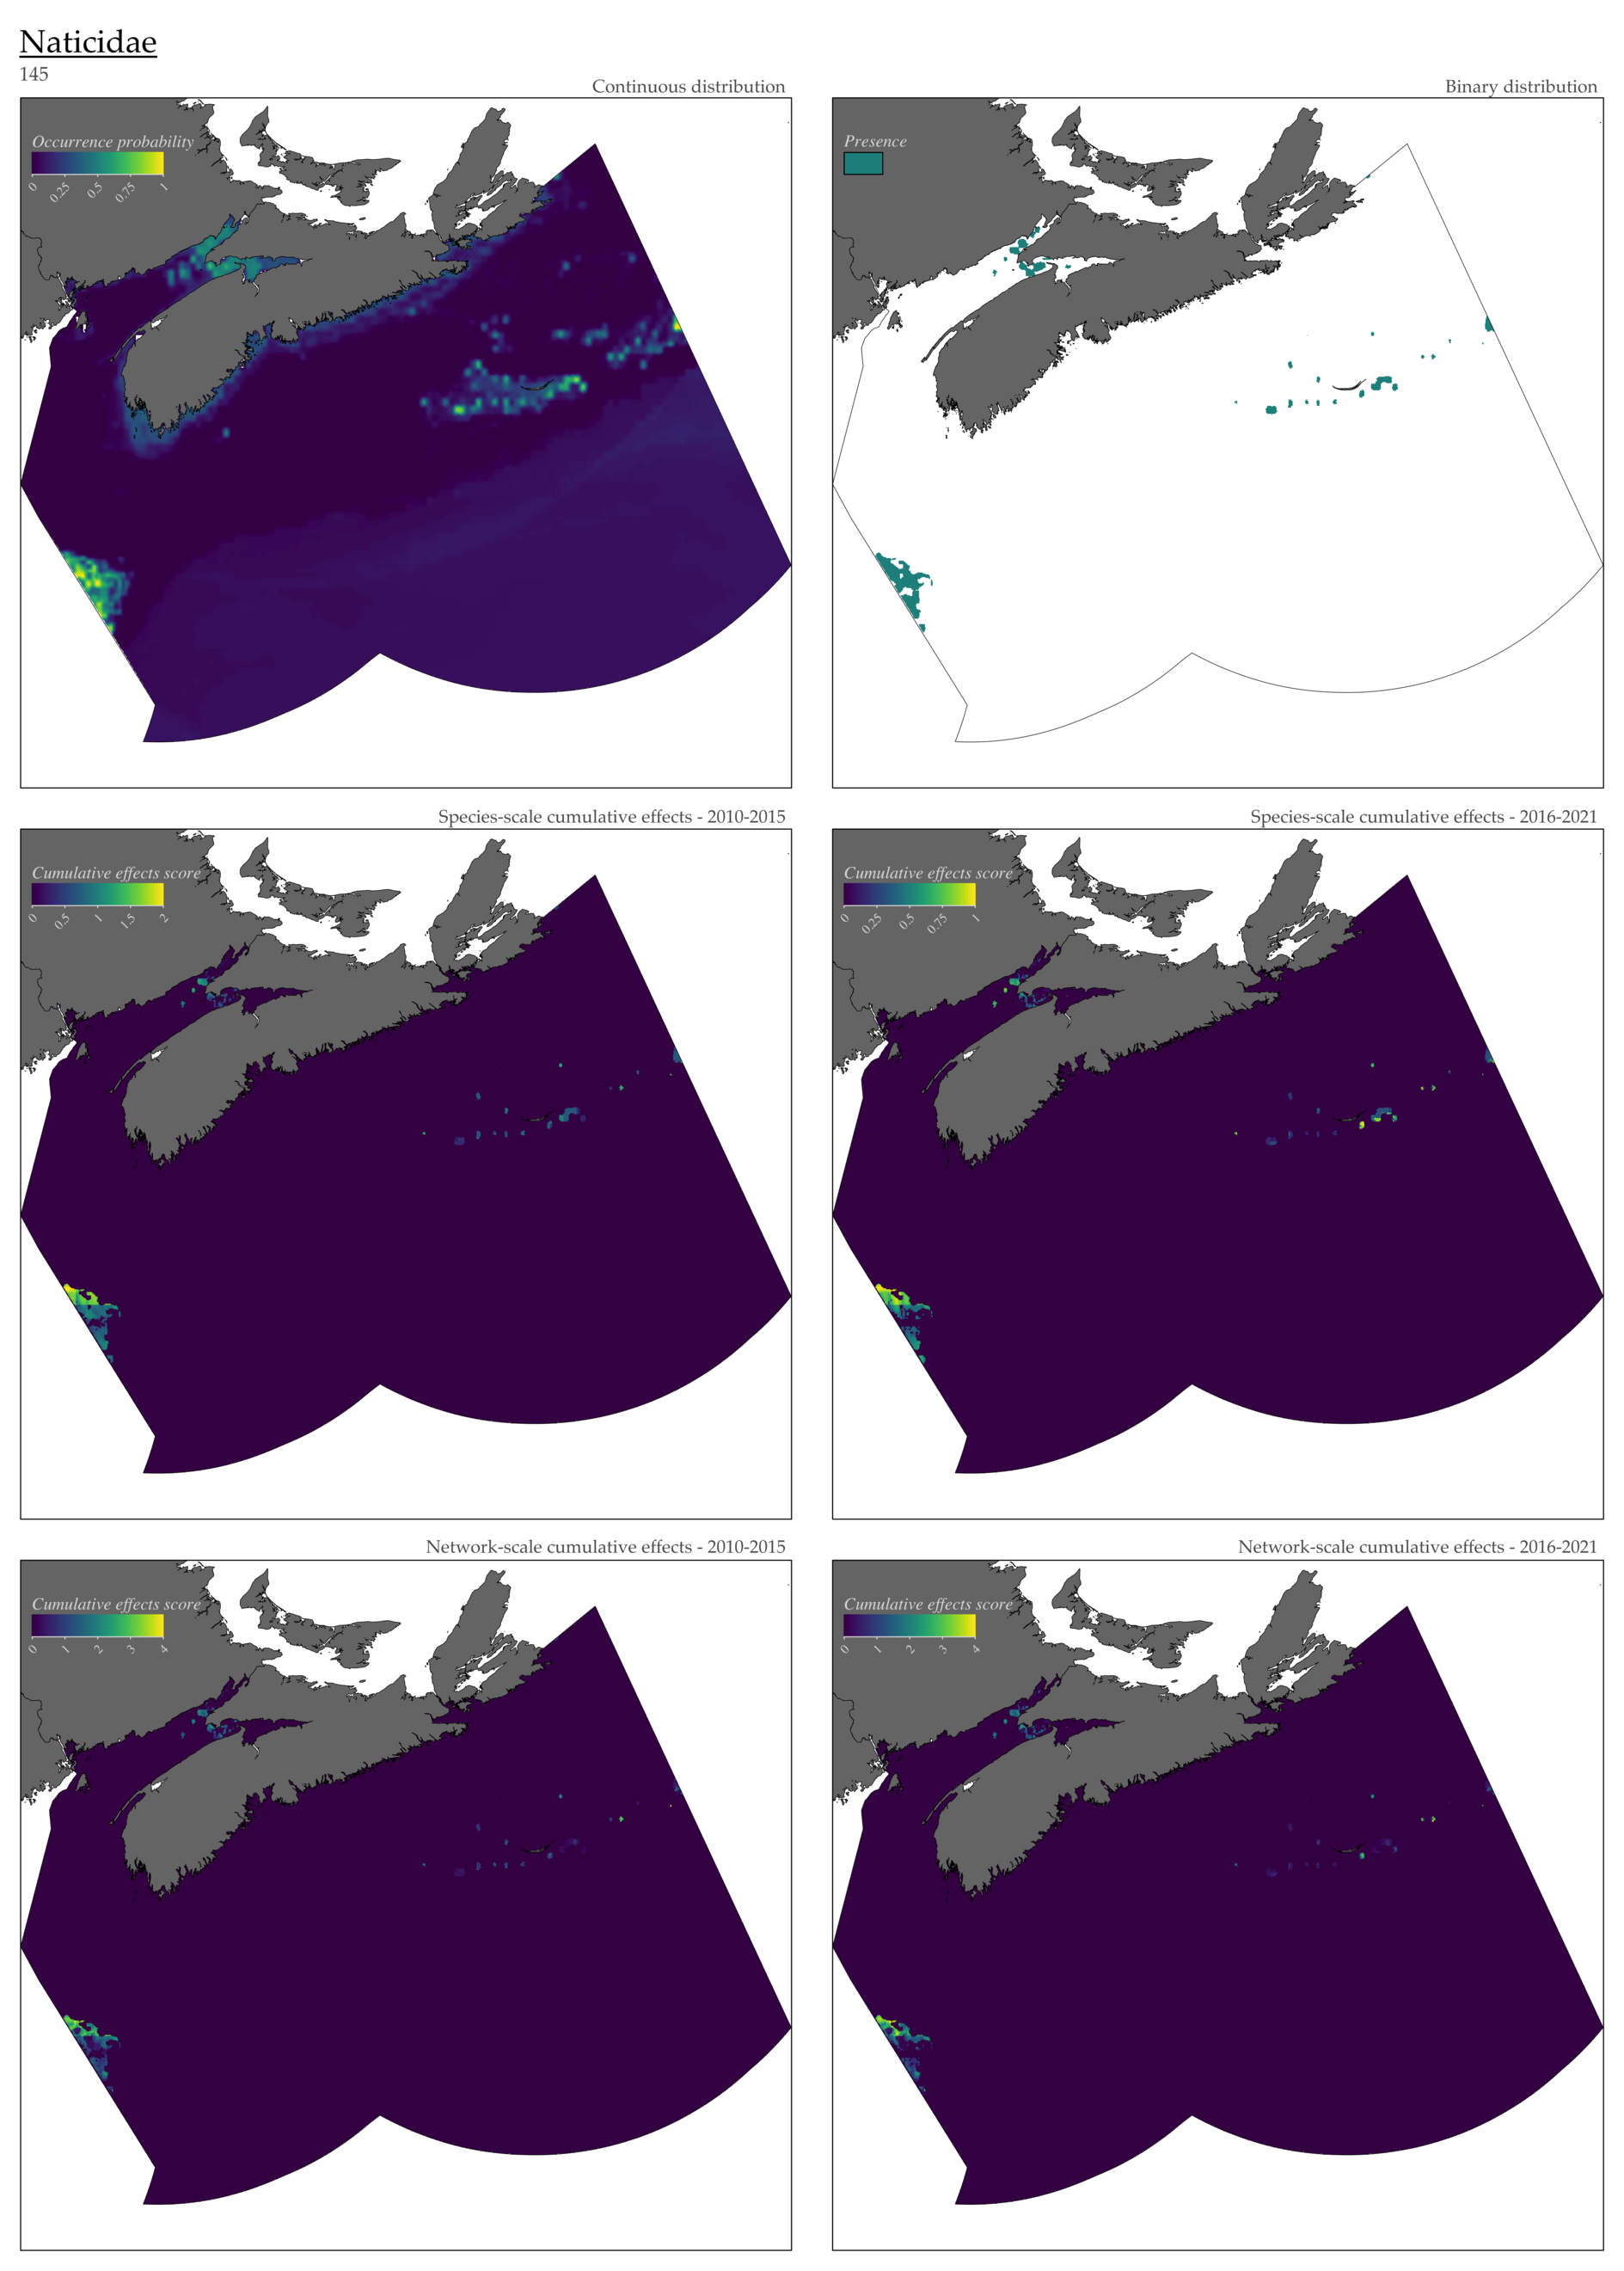 Naticidae
145
Continuous distribution
Binary distribution
Occurrence probability
0 0.25 0.5 0.75 1
Presence
Species-scale cumulative effects - 2010-2015
Species-scale cumulative effects - 2016-2021
Cumulative effects score
0 0.5 1 1.5 2
Cumulative effects score
0 0.25 0.5 0.75 1
Network-scale cumulative effects - 2010-2015
Network-scale cumulative effects - 2016-2021
Cumulative effects score
0 1 2 3 4
Cumulative effects score
0 1 2 3 4